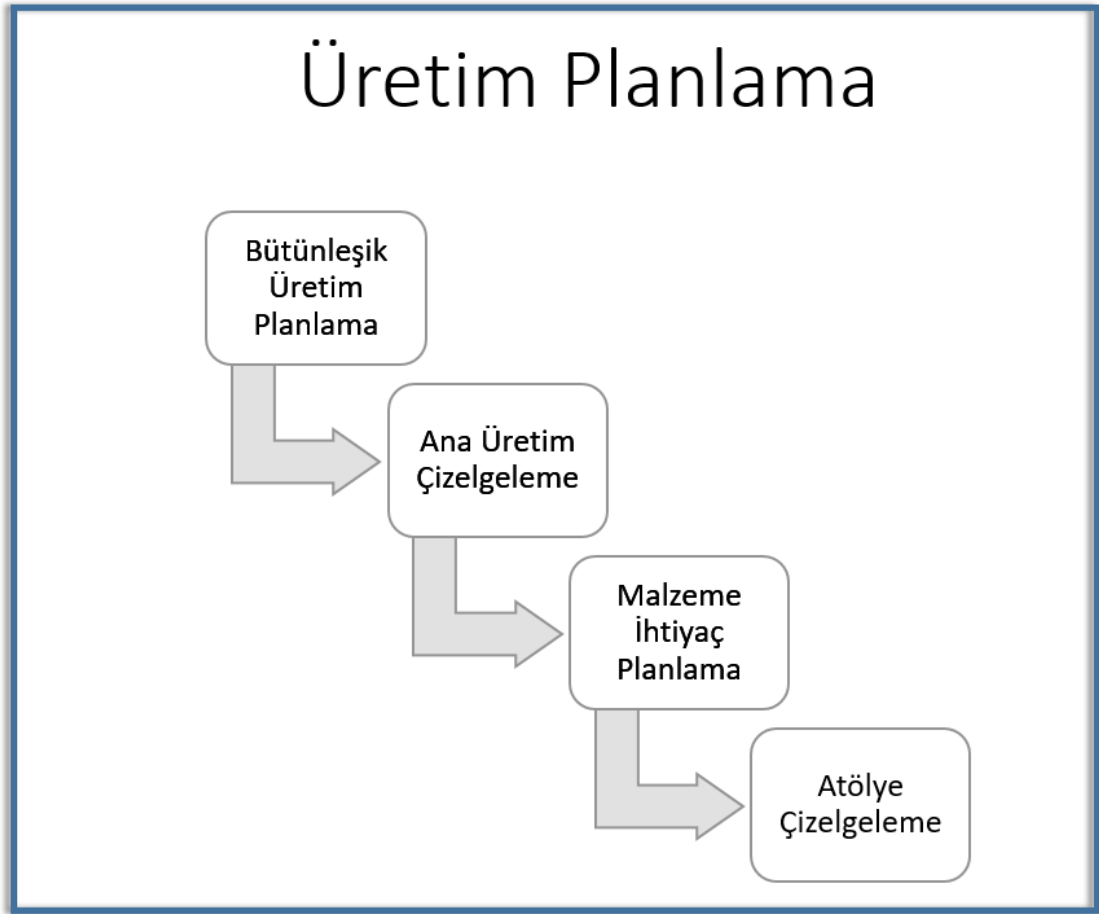 Üretim Planlama
Bütünleşik
Üretim
Planlama
Ana Üretim
Çizelgeleme
Malzeme
İhtiyaç
Planlama
Atölye
Çizelgeleme